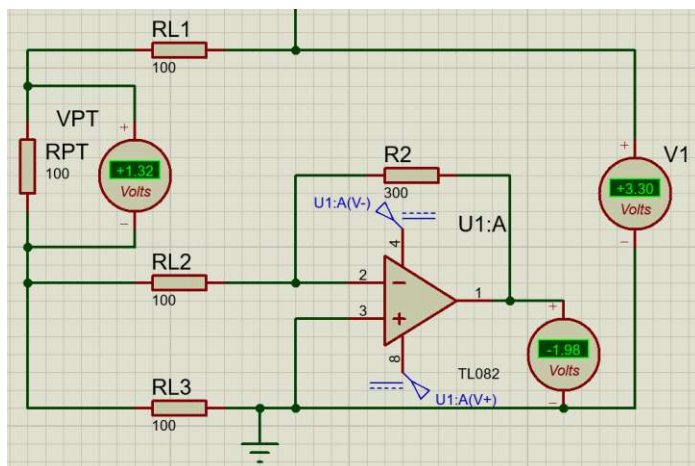 RL1
100
VPT
+
RPT
100
+1.32
Volts
−
R2
300
U1:A(V-)
U1:A
4
+
V1
+3.30
Volts
−
RL2
100
2
−
3
+
1
8
TL082
U1:A(V+)
+
-1.98
Volts
−
RL3
100